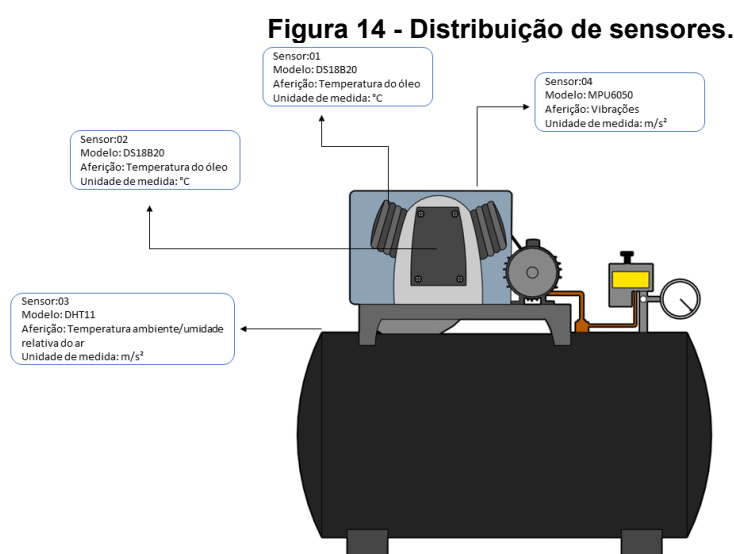 Figura 14 - Distribuição de sensores.
Sensor:01
Modelo: DS18B20
Aferição: Temperatura do óleo
Unidade de medida: °C
Sensor:04
Modelo: MPU6050
Aferição: Vibrações
Unidade de medida: m/s²
Sensor:02
Modelo: DS18B20
Aferição: Temperatura do óleo
Unidade de medida: °C
Sensor:03
Modelo: DHT11
Aferição: Temperatura ambiente/umidade
relativa do ar
Unidade de medida: m/s²